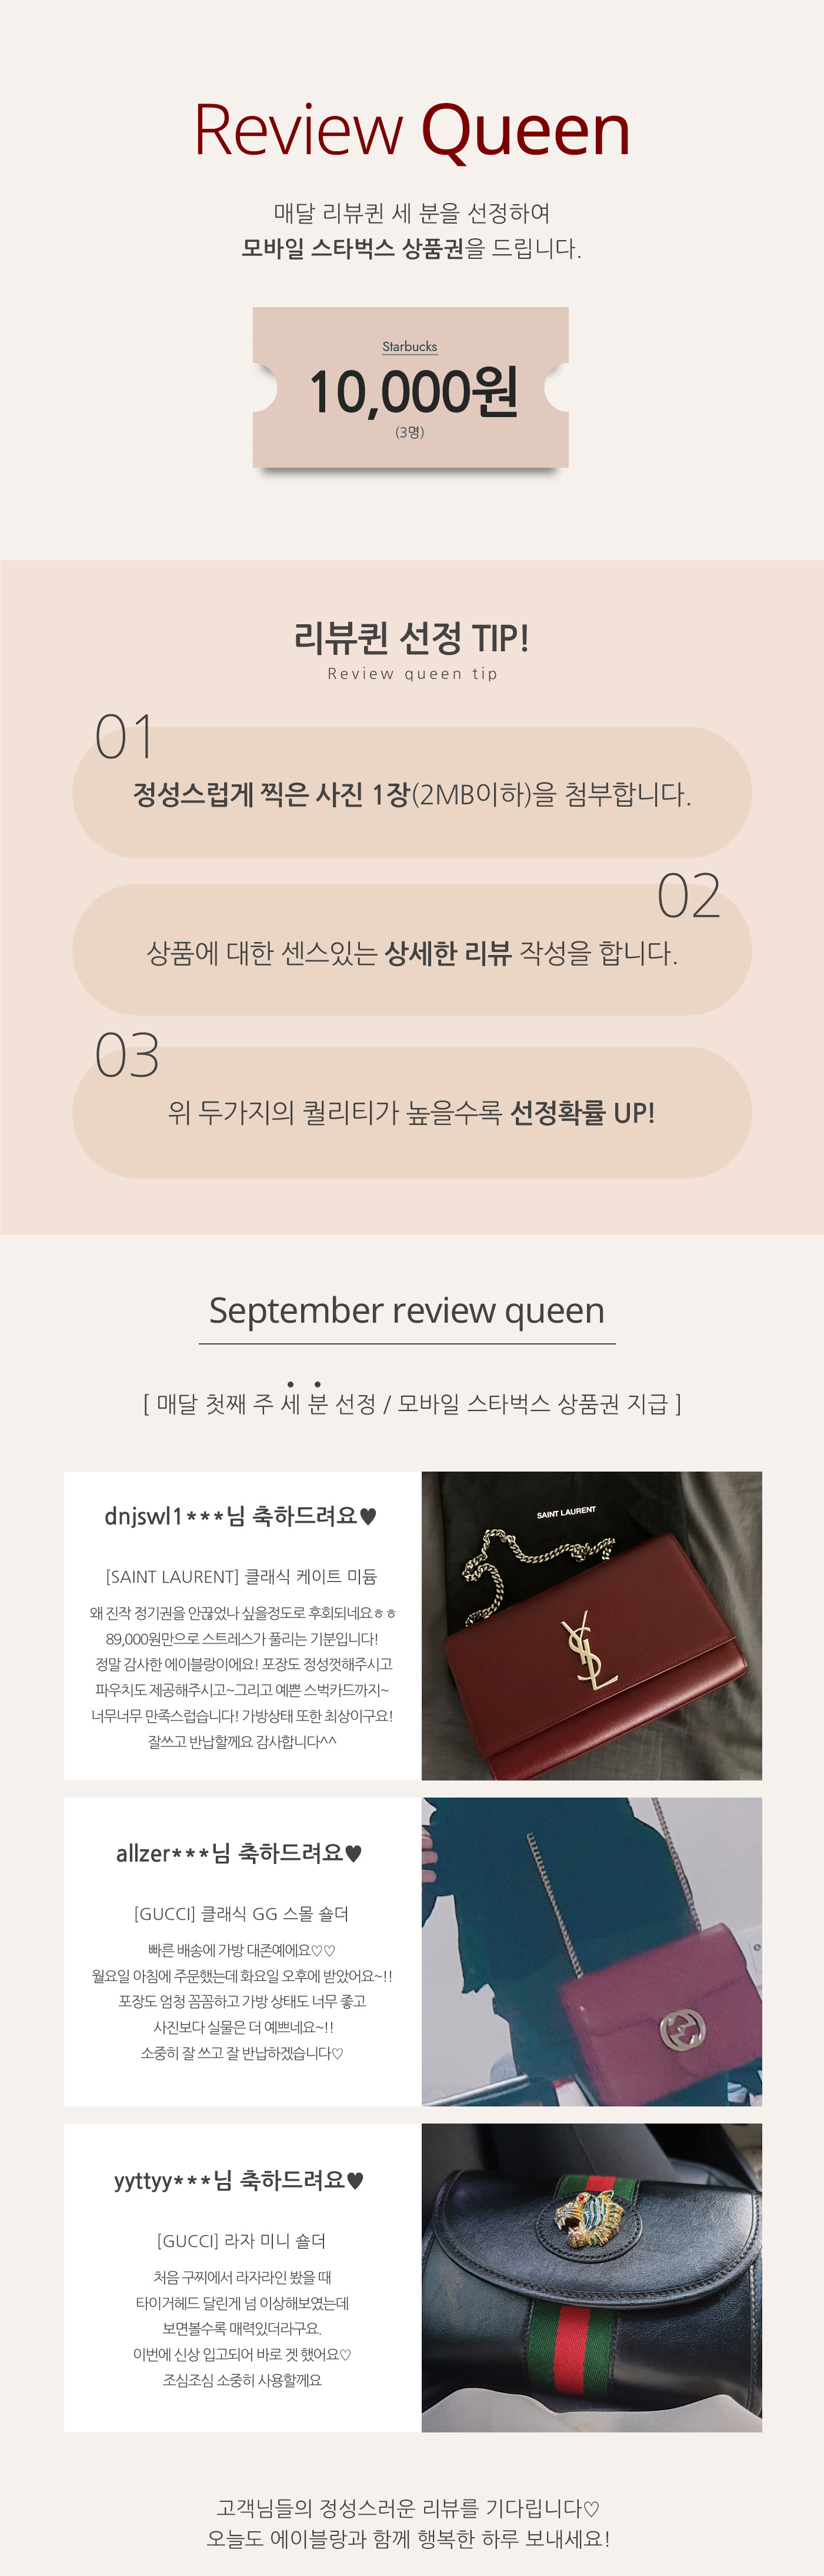 Review Queen
매달 리뷰퀸 세 분을 선정하여
모바일 스타벅스 상품권을 드립니다.
Starbucks
10,000원
(3명)
리뷰퀸 선정 TIP!
Review queen tip
01
정성스럽게 찍은 사진 1장(2MB이하)을 첨부합니다.
02
상품에 대한 센스있는 상세한 리뷰 작성을 합니다.
03
위 두가지의 퀄리티가 높을수록 선정확률 UP!
September review queen
[ 매달 첫째 주 세 분 선정 / 모바일 스타벅스 상품권 지급 ]
dnjswl1***님 축하드려요♥
[SAINT LAURENT] 클래식 케이트 미듐
왜 진작 정기권을 안끊었나 싶을정도로 후회되네요ㅎㅎ
89,000원만으로 스트레스가 풀리는 기분입니다!
정말 감사한 에이블랑이에요! 포장도 정성껏해주시고
파우치도 제공해주시고~그리고 예쁜 스벅카드까지~
너무너무 만족스럽습니다! 가방상태 또한 최상이구요!
잘쓰고 반납할께요 감사합니다^^
SAINT LAURENT
YSL
allzer***님 축하드려요♥
[GUCCI] 클래식 GG 스몰 숄더
빠른 배송에 가방 대존예에요♡♡
월요일 아침에 주문했는데 화요일 오후에 받았어요~!!
포장도 엄청 꼼꼼하고 가방 상태도 너무 좋고
사진보다 실물은 더 예쁘네요~!!
소중히 잘 쓰고 잘 반납하겠습니다♡
yyttyy***님 축하드려요♥
[GUCCI] 라자 미니 숄더
처음 구찌에서 라자라인 봤을 때
타이거헤드 달린게 넘 이상해보였는데
보면볼수록 매력있더라구요.
이번에 신상 입고되어 바로 겟 했어요♡
조심조심 소중히 사용할께요
고객님들의 정성스러운 리뷰를 기다립니다♡
오늘도 에이블랑과 함께 행복한 하루 보내세요!